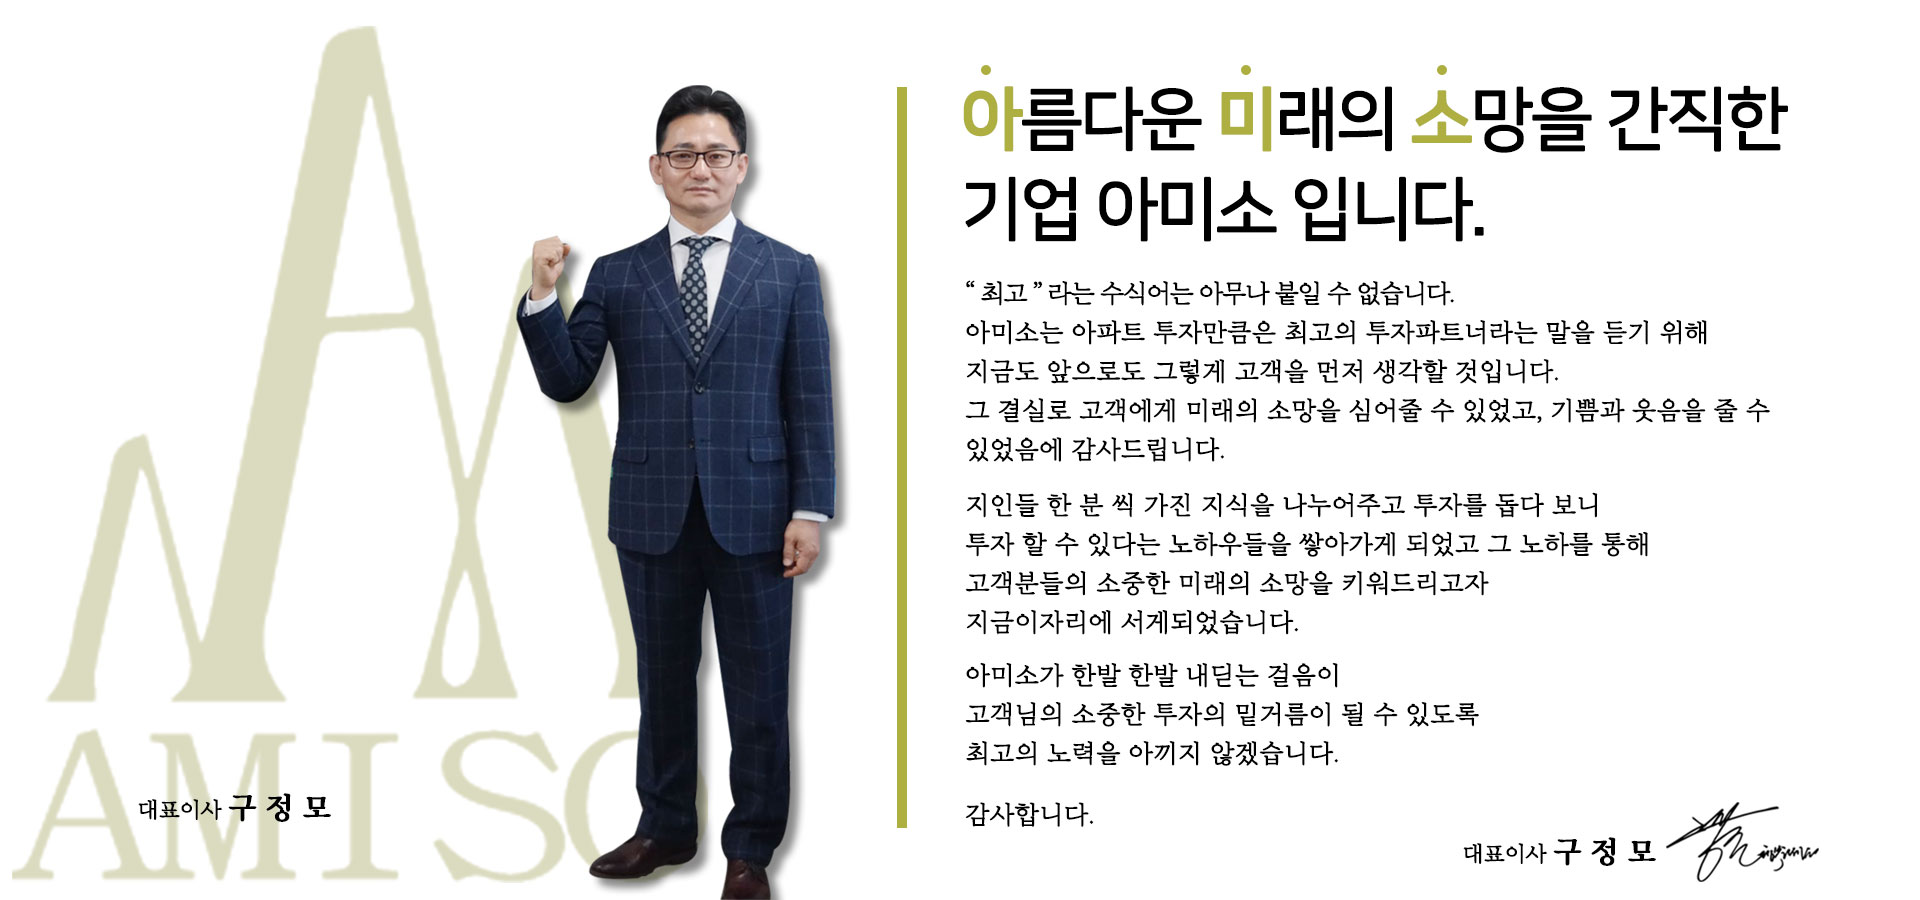 아름다운 미래의 소망을 간직한
기업 아미소 입니다.
“ 최고 ” 라는 수식어는 아무나 붙일 수 없습니다.
아미소는 아파트 투자만큼은 최고의 투자파트너라는 말을 듣기 위해
지금도 앞으로도 그렇게 고객을 먼저 생각할 것입니다.
그 결실로 고객에게 미래의 소망을 심어줄 수 있었고, 기쁨과 웃음을 줄 수
있었음에 감사드립니다.
지인들 한 분 씩 가진 지식을 나누어주고 투자를 돕다 보니
투자 할 수 있다는 노하우들을 쌓아가게 되었고 그 노하를 통해
고객분들의 소중한 미래의 소망을 키워드리고자
지금이자리에 서게되었습니다.
아미소가 한발 한발 내딛는 걸음이
고객님의 소중한 투자의 밑거름이 될 수 있도록
최고의 노력을 아끼지 않겠습니다.
감사합니다.
대표이사 구 정 모
AMISO
대표이사 구 정 모